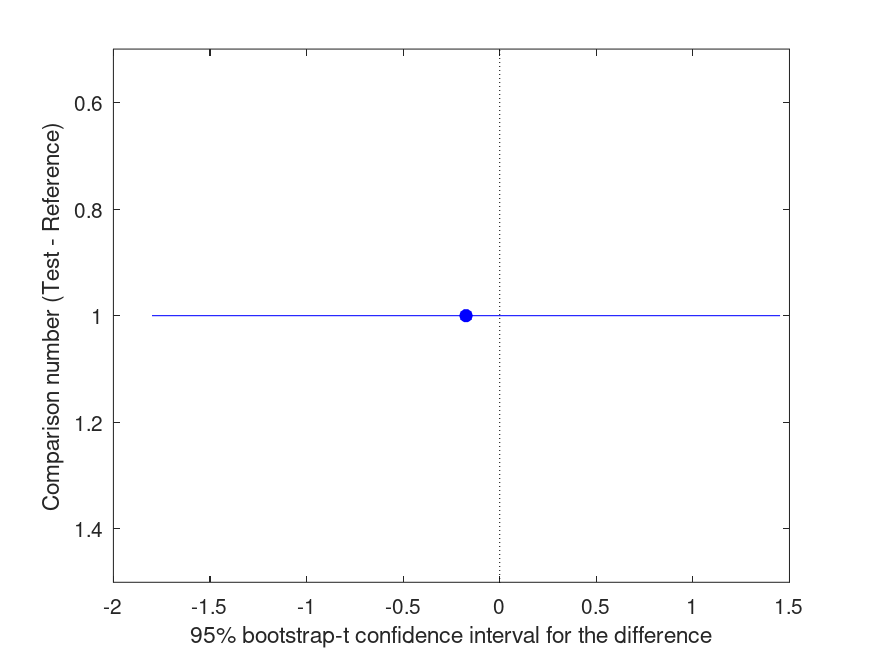 Comparison number (Test - Reference)
0.6
0.8
1
1.2
1.4
-2 -1.5 -1 -0.5 0 0.5 1 1.5
95% bootstrap-t confidence interval for the difference